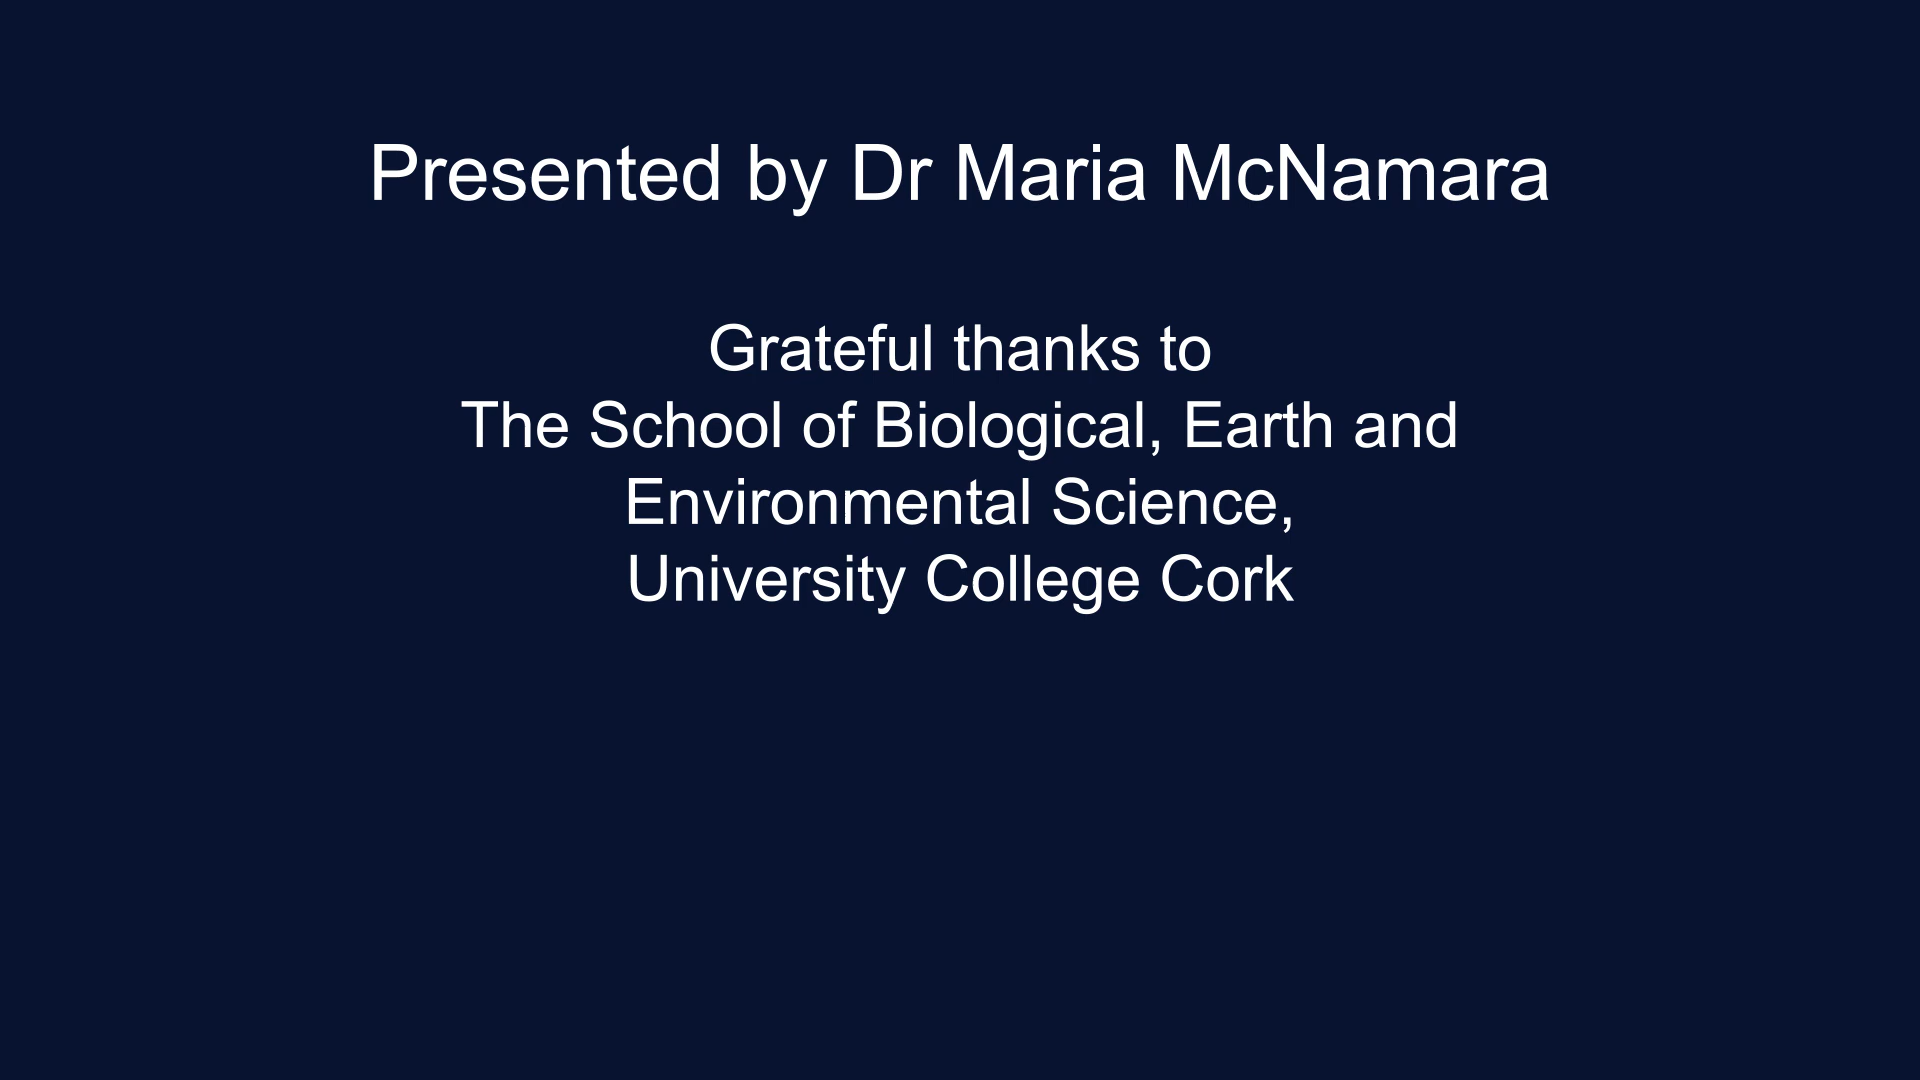 Presented by Dr Maria McNamara
Grateful thanks to
The School of Biological, Earth and
Environmental Science,
University College Cork